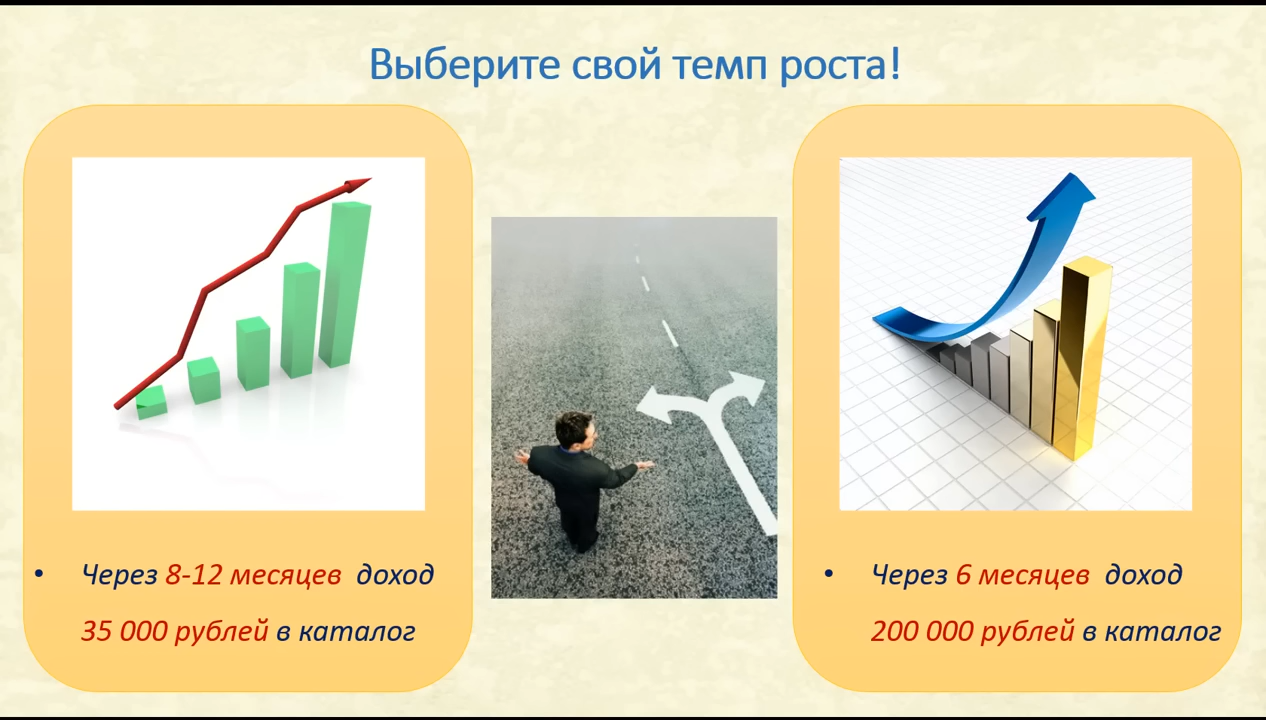 Выберите свой темп роста!
• Через 8-12 месяцев доход
35 000 рублей в каталог
• Через 6 месяцев доход
200 000 рублей в каталог